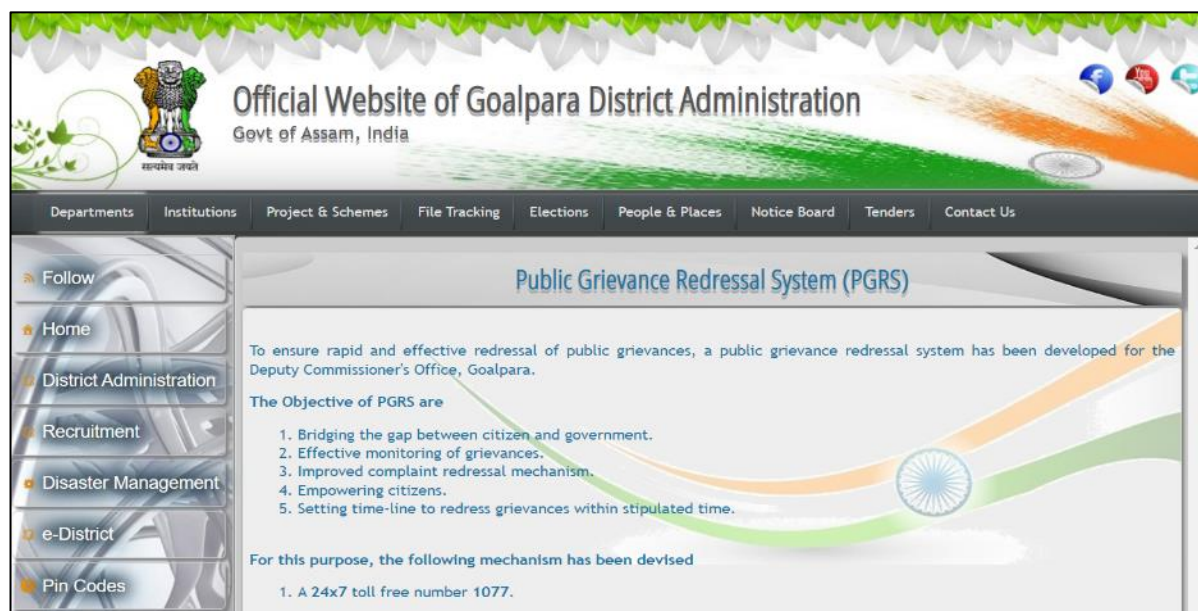 Official Website of Goalpara District Administration
Govt of Assam, India
सत्यमेव जयते
You
Departments Institutions Project & Schemes File Tracking Elections People & Places Notice Board Tenders Contact Us
Follow
Home
District Administration
Recruitment
Disaster Management
e-District
Pin Codes
Public Grievance Redressal System (PGRS)
To ensure rapid and effective redressal of public grievances, a public grievance redressal system has been developed for the
Deputy Commissioner's Office, Goalpara.
The Objective of PGRS are
1. Bridging the gap between citizen and government.
2. Effective monitoring of grievances.
3. Improved complaint redressal mechanism.
4. Empowering citizens.
5. Setting time-line to redress grievances within stipulated time.
For this purpose, the following mechanism has been devised
1. A 24x7 toll free number 1077.